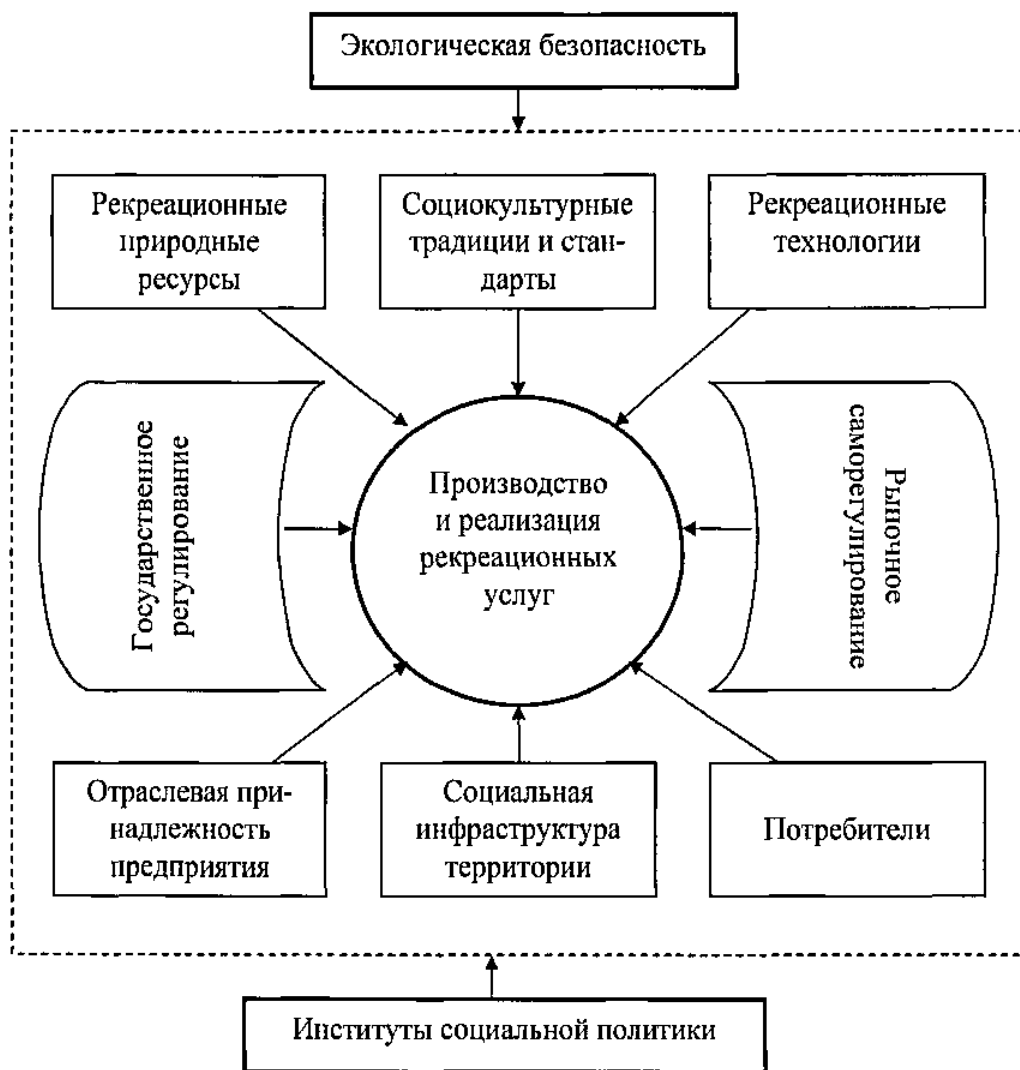 Экологическая безопасность
Рекреационные
природные
ресурсы
Социокультурные
традиции и стан-
дарты
Рекреационные
технологии
Государственное
регулирование
Производство
и реализация
рекреационных
услуг
Рыночное
саморегулирование
Отраслевая при-
надлежность
предприятия
Социальная
инфраструктура
территории
Потребители
Институты социальной политики